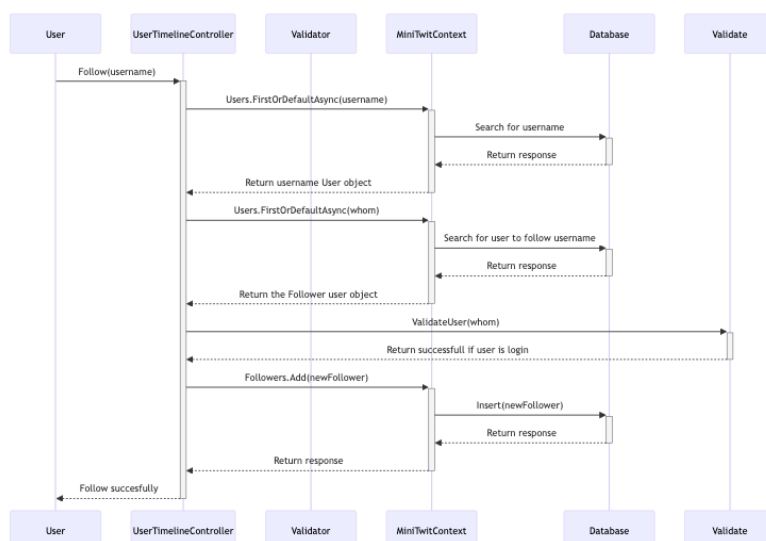 User UserTimelineController Validator MiniTwitContext Database Validate
Follow(username)
Users.FirstOrDefaultAsync(username)
Search for username
Return response
Return username User object
Users.FirstOrDefaultAsync(whom)
Search for user to follow username
Return response
Return the Follower user object
ValidateUser(whom)
Return successfull if user is login
Followers.Add(newFollower)
Insert(newFollower)
Return response
Return response
Follow succesfully
User UserTimelineController Validator MiniTwitContext Database Validate